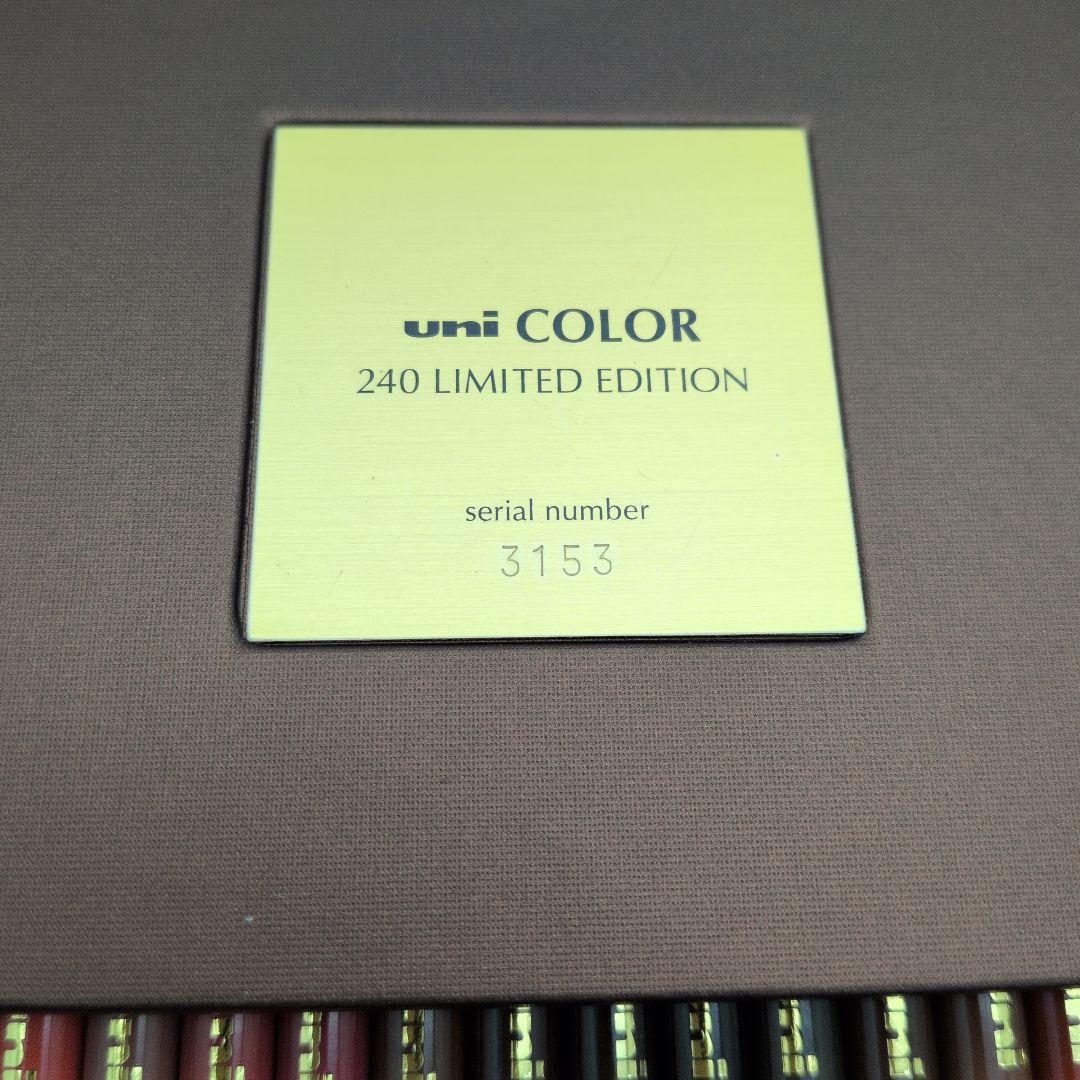 uni COLOR
240 LIMITED EDITION
serial number
3153